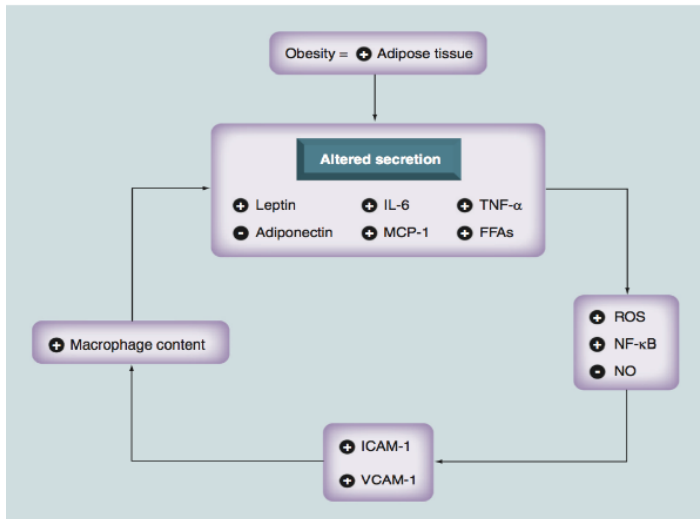 Obesity = + Adipose tissue
Altered secretion
+ Leptin + IL-6 + TNF-α
- Adiponectin + MCP-1 + FFAs
+ ROS
+ NF-κB
- NO
+ Macrophage content
+ ICAM-1
+ VCAM-1